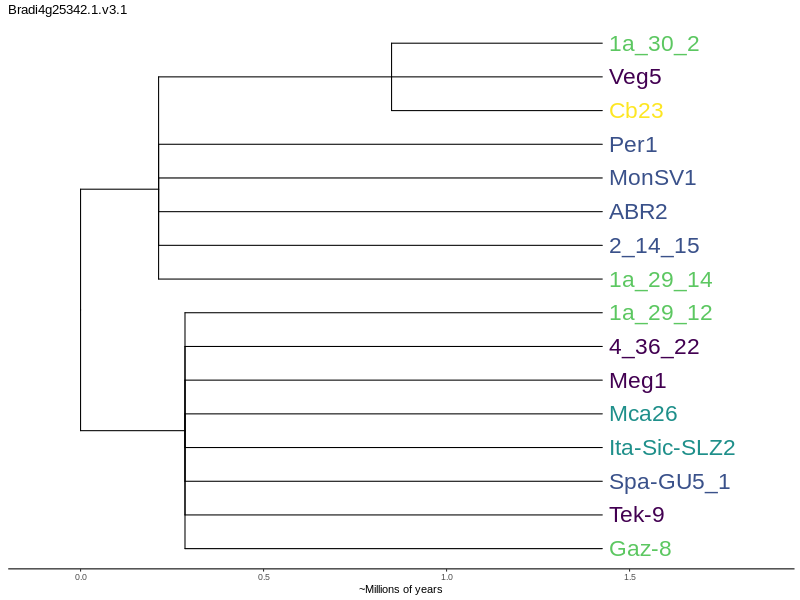 Bradi4g25342.1.v3.1
1a_30_2
Veg5
Cb23
Per1
MonSV1
ABR2
2_14_15
1a_29_14
1a_29_12
4_36_22
Meg1
Mca26
Ita-Sic-SLZ2
Spa-GU5_1
Tek-9
Gaz-8
0.0 0.5 1.0 1.5
~Millions of years